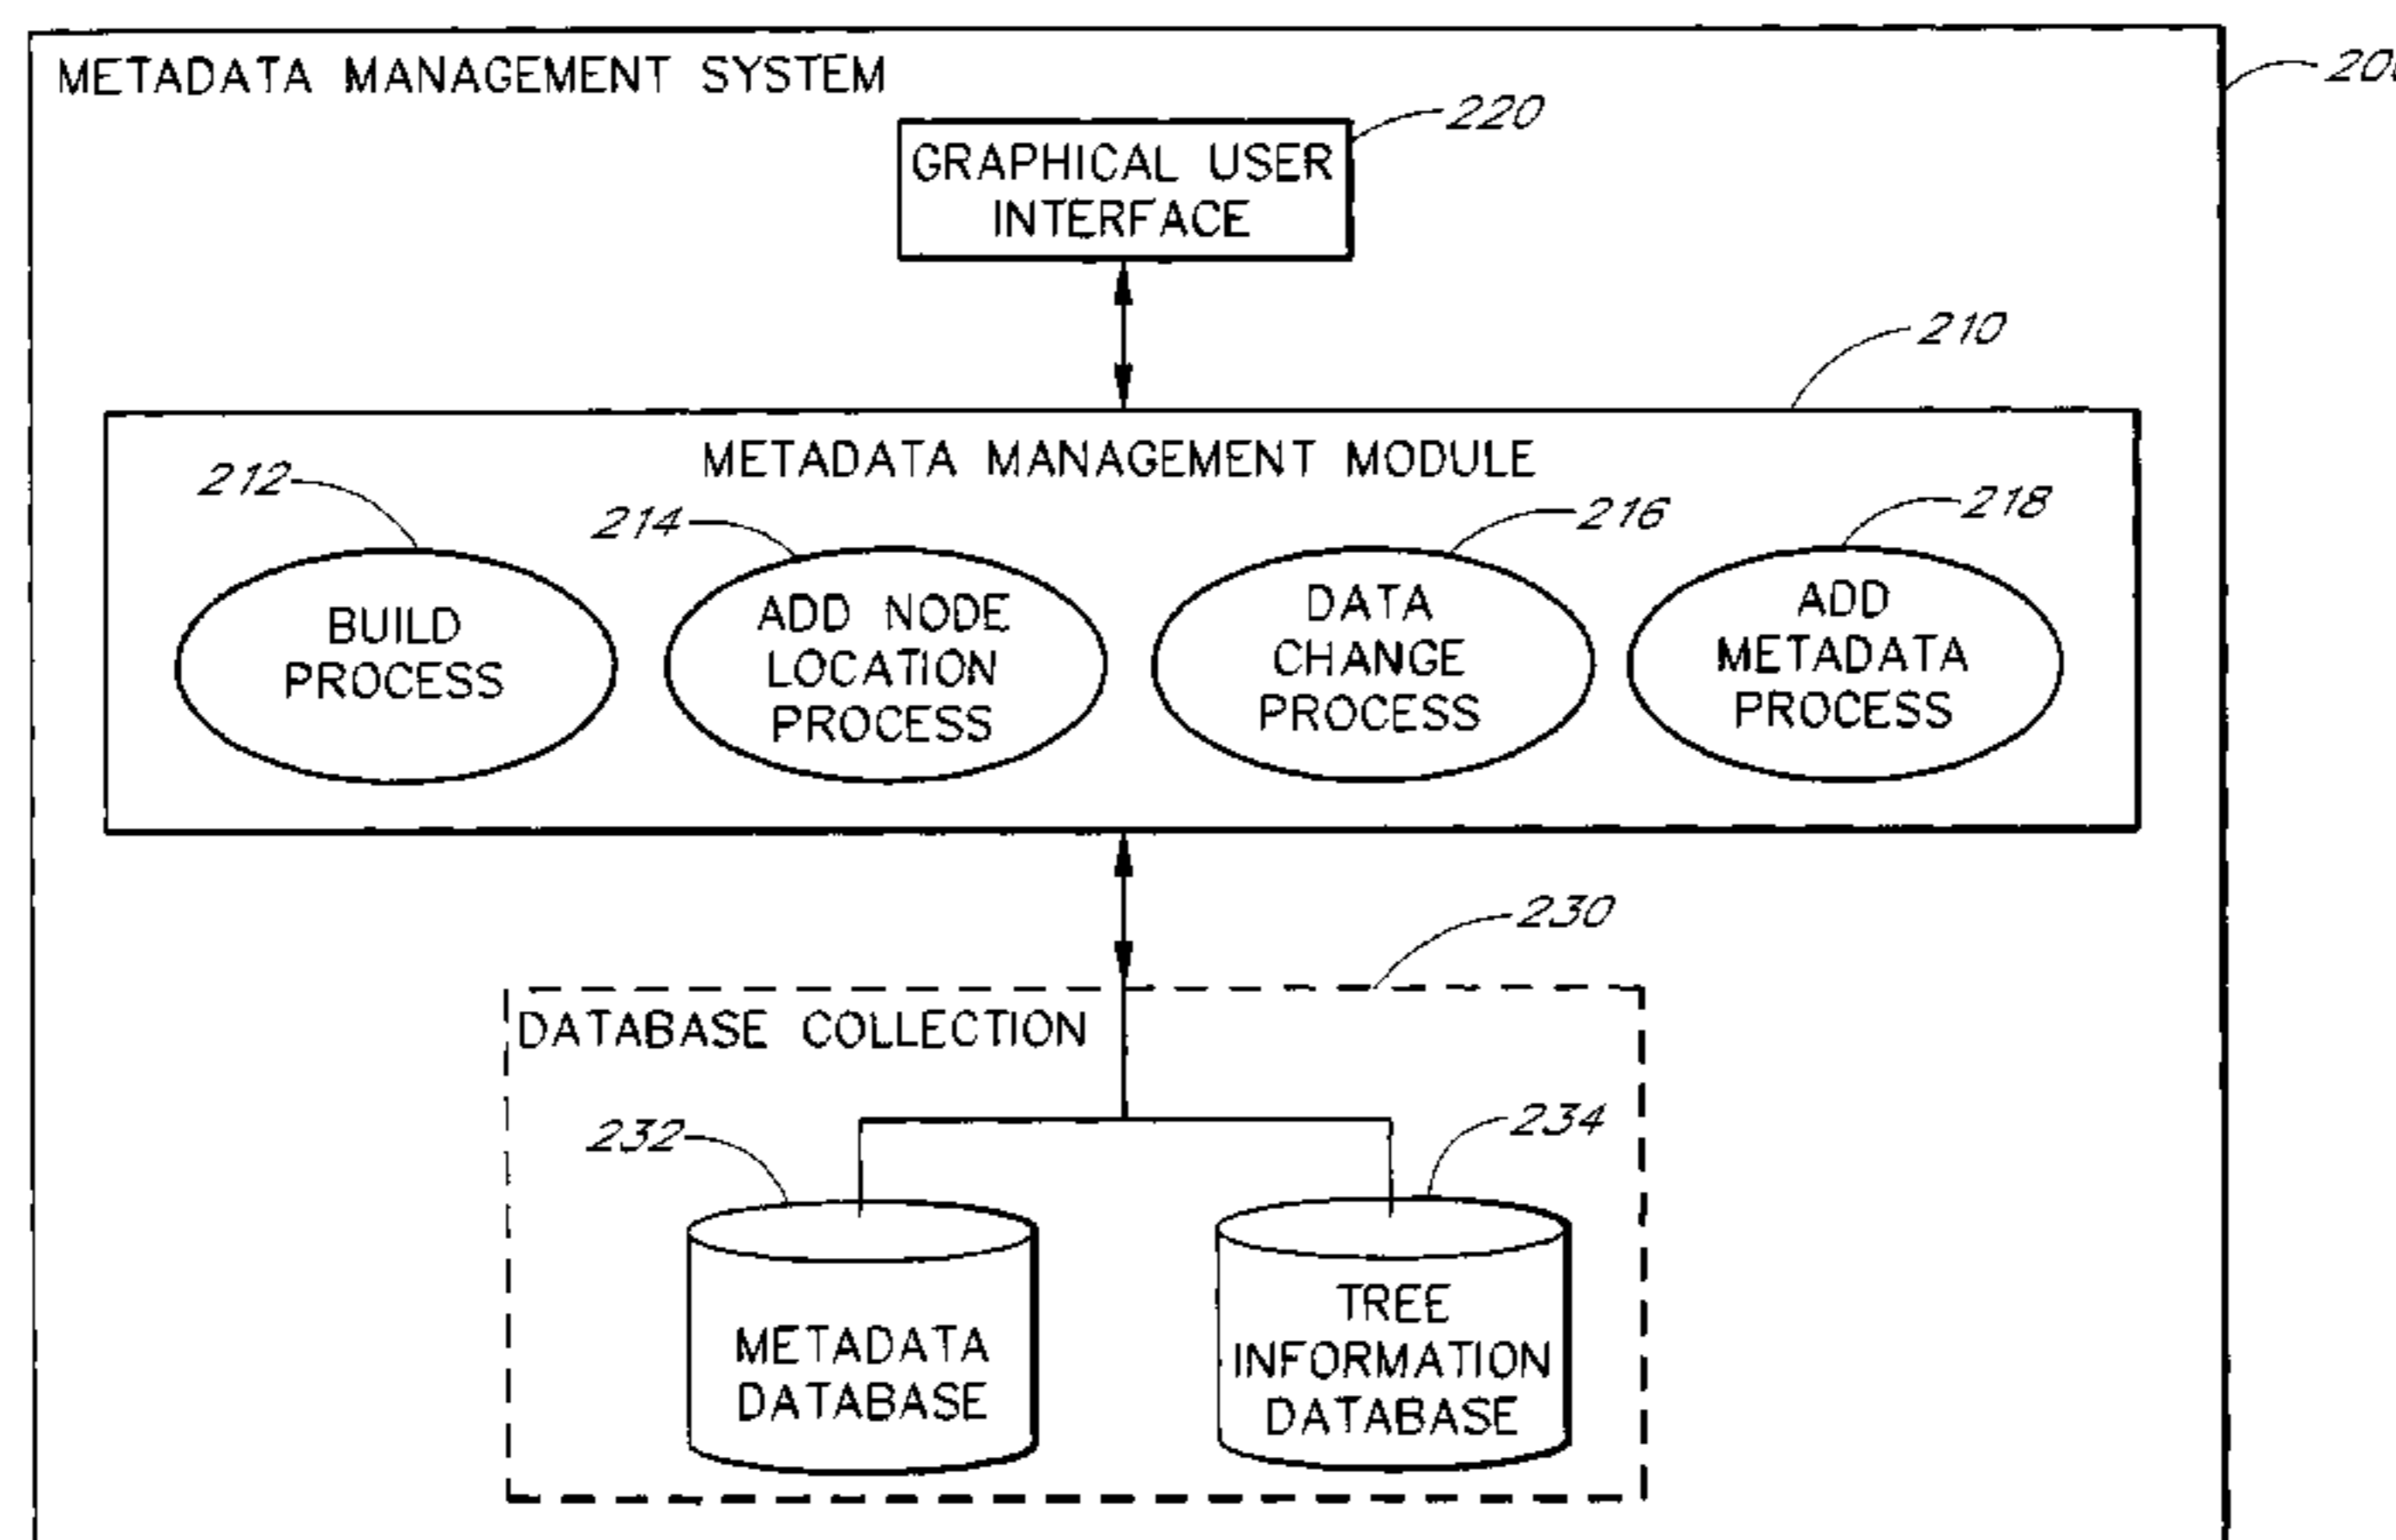 METADATA MANAGEMENT SYSTEM
220
GRAPHICAL USER
INTERFACE
210
METADATA MANAGEMENT MODULE
212
214
216
218
BUILD
PROCESS
ADD NODE
LOCATION
PROCESS
DATA
CHANGE
PROCESS
ADD
METADATA
PROCESS
230
DATABASE COLLECTION
232
234
METADATA
DATABASE
TREE
INFORMATION
DATABASE